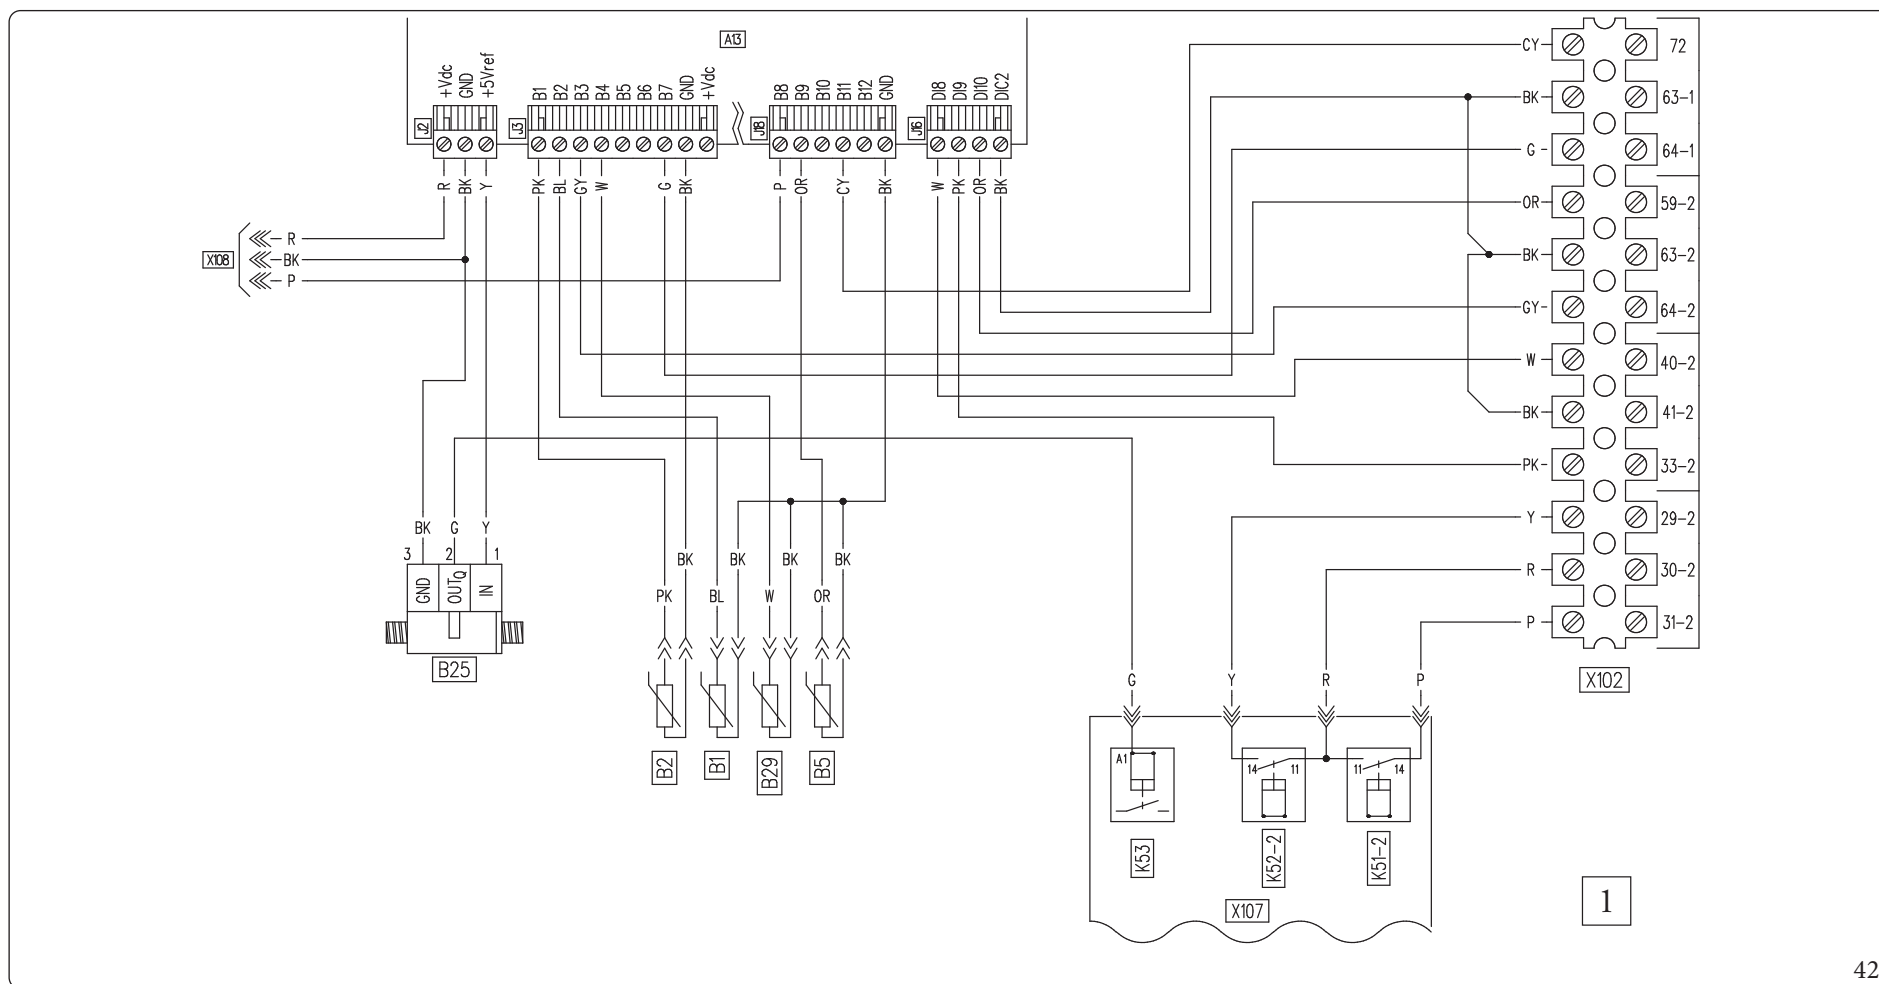 A13
J2 +Vdc GND +5Vref
J3 B1 B2 B3 B4 B5 B6 B7 GND +Vdc
J18 B8 B9 B10 B11 B12 GND
J16 DI8 DI9 DI10 DIC2
R BK Y
PK BL GY W G BK
P OR CY BK
W PK OR BK
X108
R
BK
P
CY 72
BK 63-1
G 64-1
OR 59-2
BK 63-2
GY 64-2
W 40-2
BK 41-2
PK 33-2
Y 29-2
R 30-2
P 31-2
X102
BK G Y
3 2 1
GND OUTQ IN
B25
BK BK BK BK
PK BL W OR
B2 B1 B29 B5
G Y R P
A1 14 11 11 14
K53 K52-2 K51-2
X107
1
42